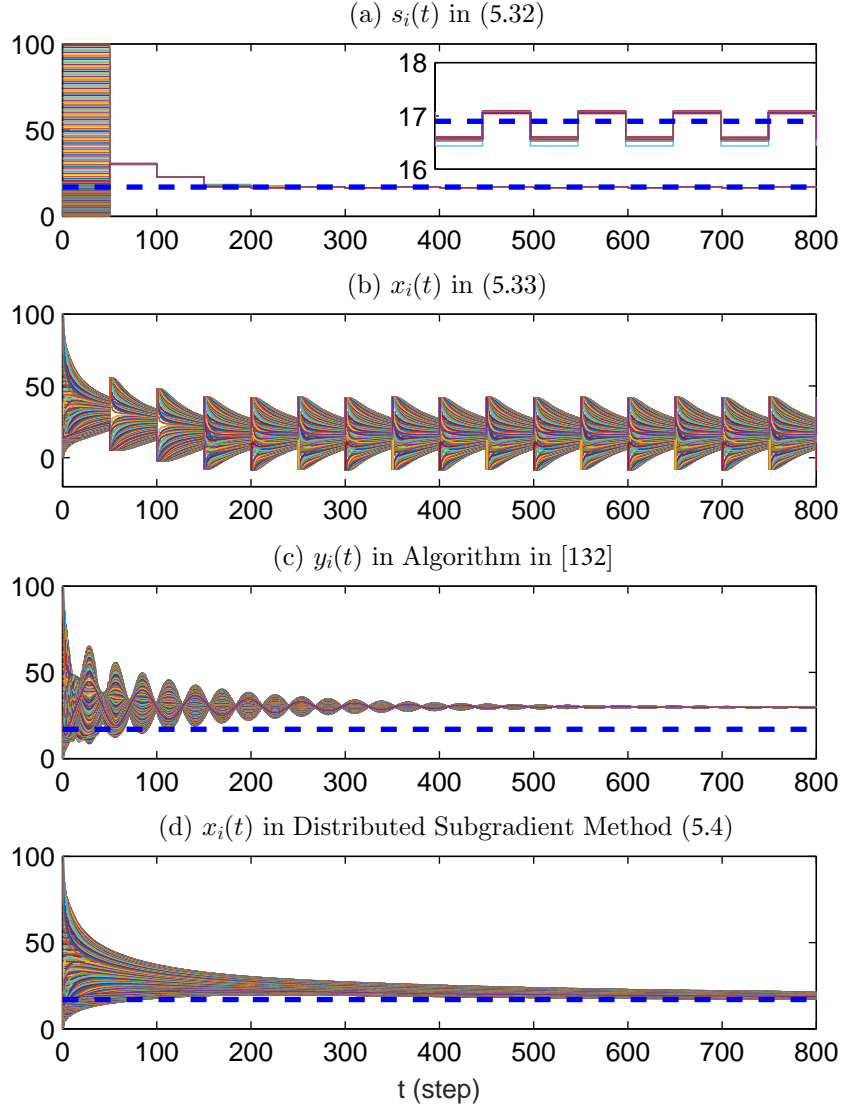 (a) s_i(t) in (5.32)
100
50
0
18
17
16
0 100 200 300 400 500 600 700 800
(b) x_i(t) in (5.33)
100
50
0
0 100 200 300 400 500 600 700 800
(c) y_i(t) in Algorithm in [132]
100
50
0
0 100 200 300 400 500 600 700 800
(d) x_i(t) in Distributed Subgradient Method (5.4)
100
50
0
0 100 200 300 400 500 600 700 800
t (step)